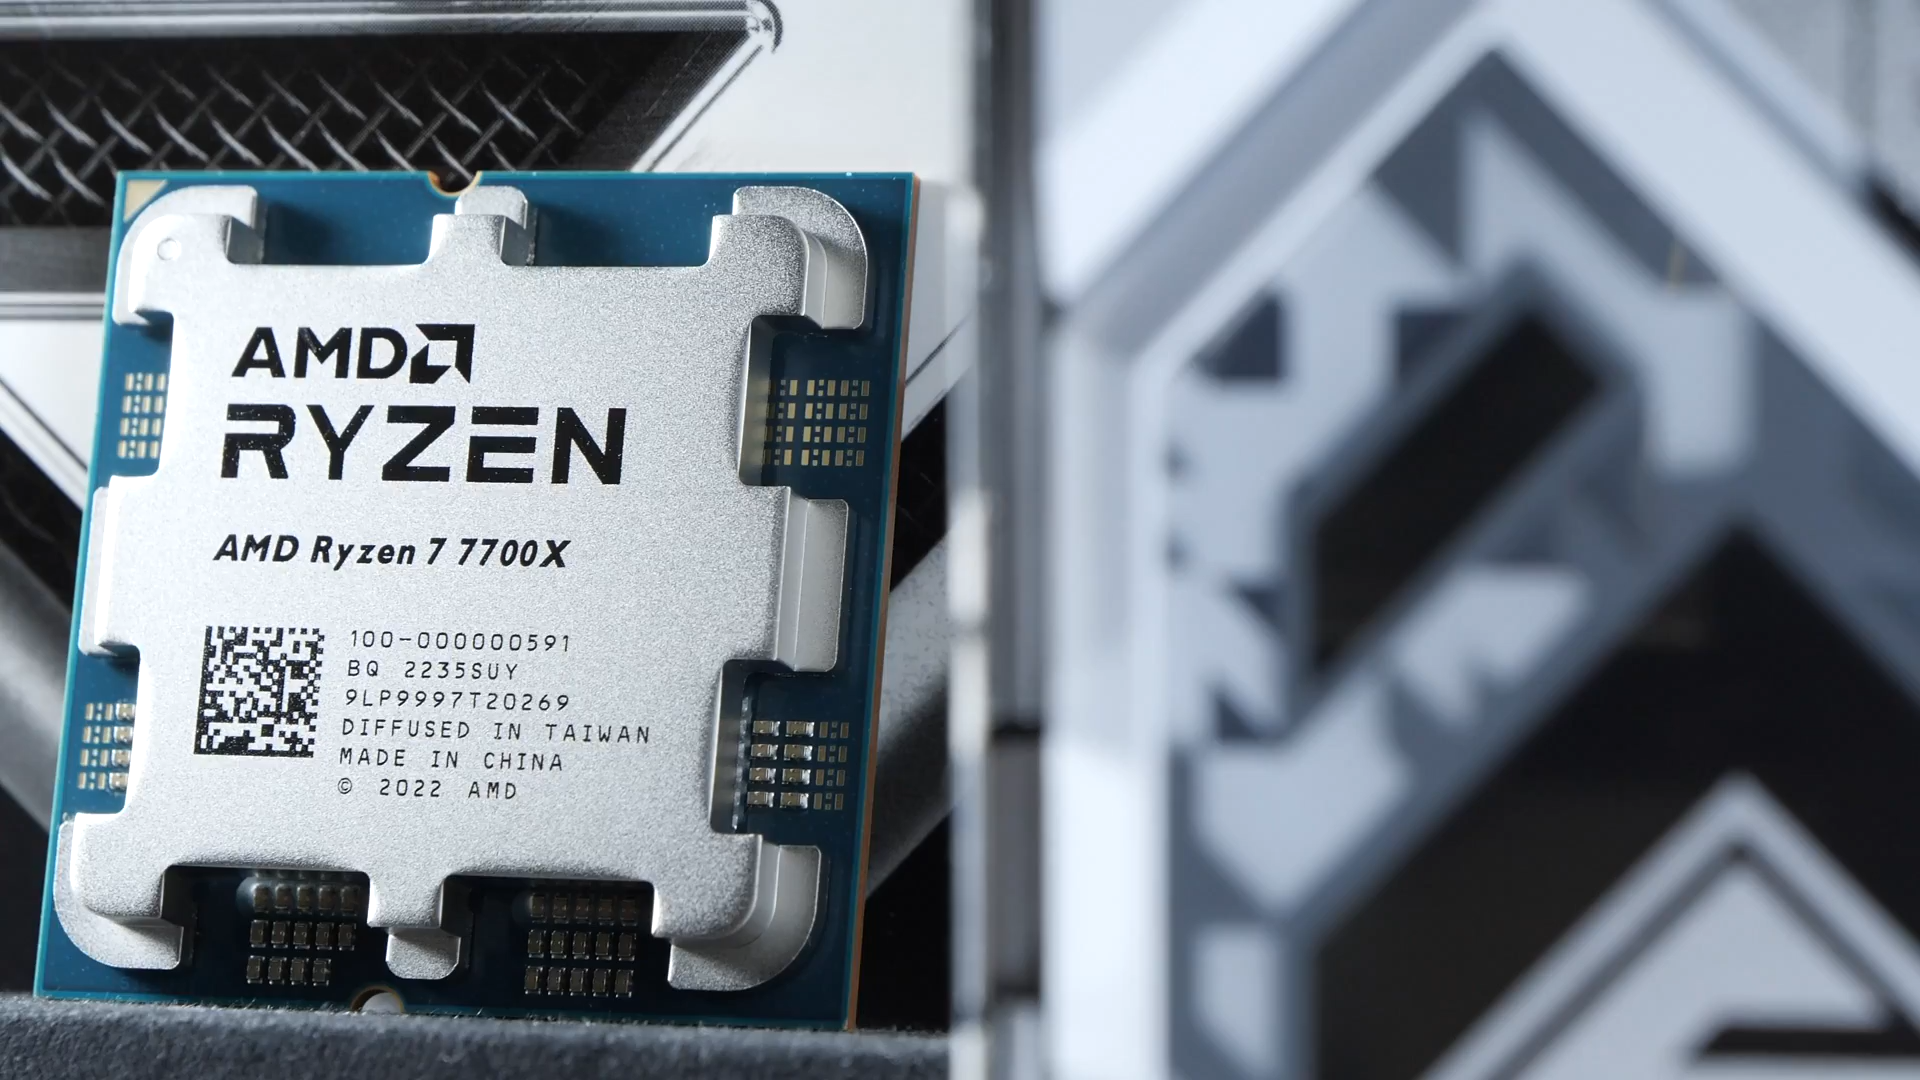 AMD
RYZEN
AMD Ryzen 7 7700X
100-000000591
BQ 2235SUY
9LP9997T20269
DIFFUSED IN TAIWAN
MADE IN CHINA
© 2022 AMD